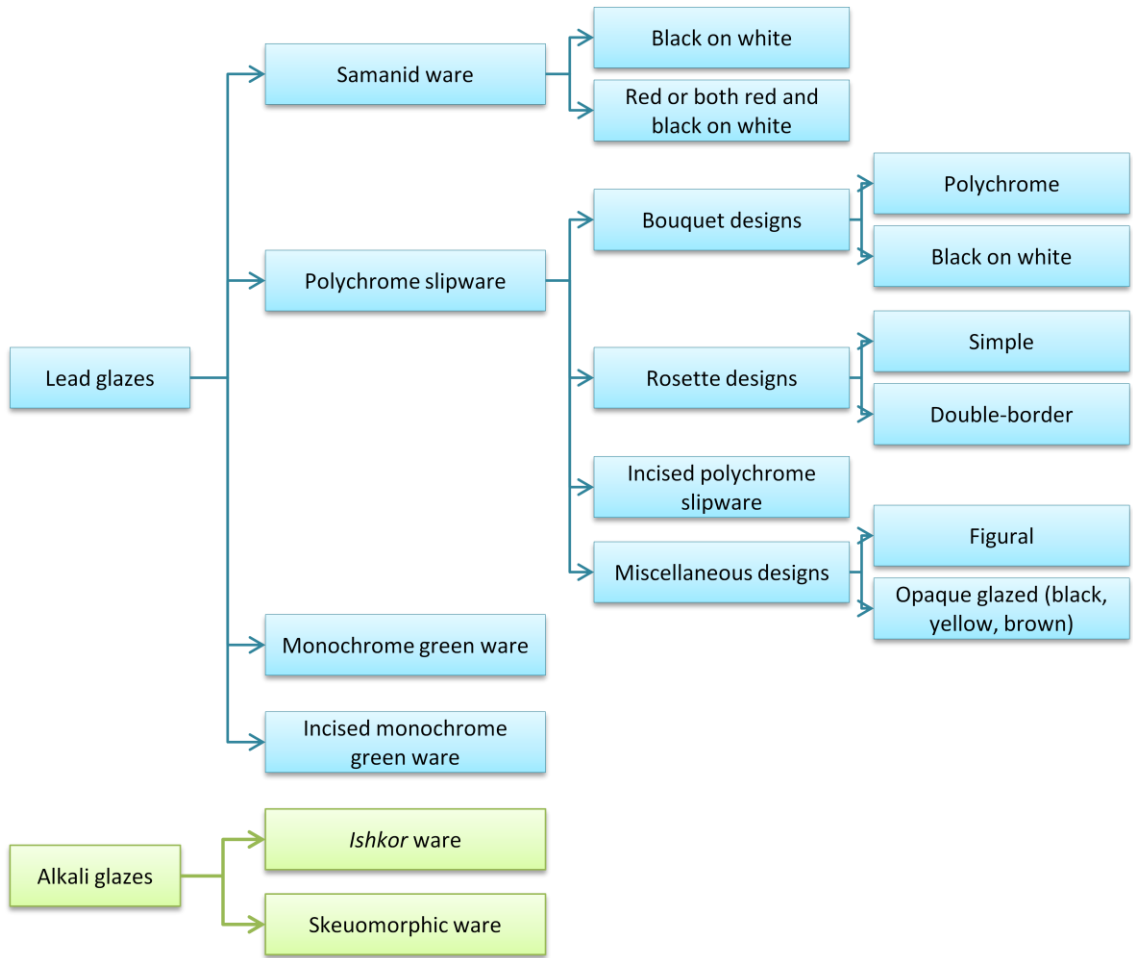 Lead glazes
Samanid ware
Black on white
Red or both red and
black on white
Polychrome slipware
Bouquet designs
Polychrome
Black on white
Rosette designs
Simple
Double-border
Incised polychrome
slipware
Miscellaneous designs
Figural
Opaque glazed (black,
yellow, brown)
Monochrome green ware
Incised monochrome
green ware
Alkali glazes
Ishkor ware
Skeuomorphic ware